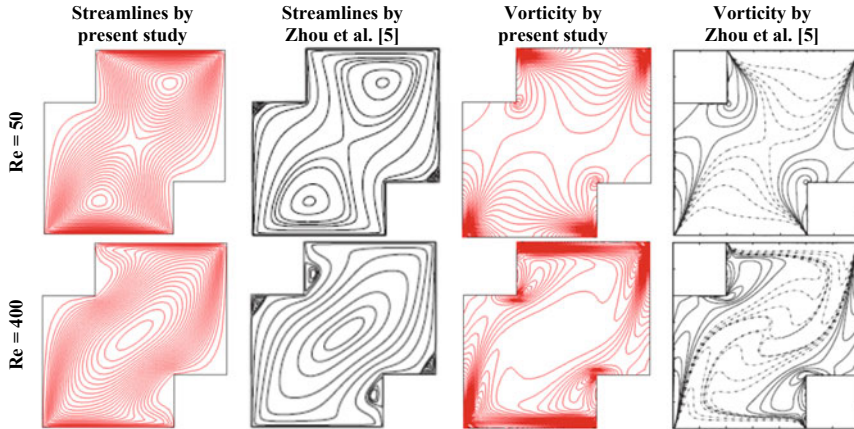 Streamlines by
present study
Streamlines by
Zhou et al. [5]
Vorticity by
present study
Vorticity by
Zhou et al. [5]
Re = 50
Re = 400